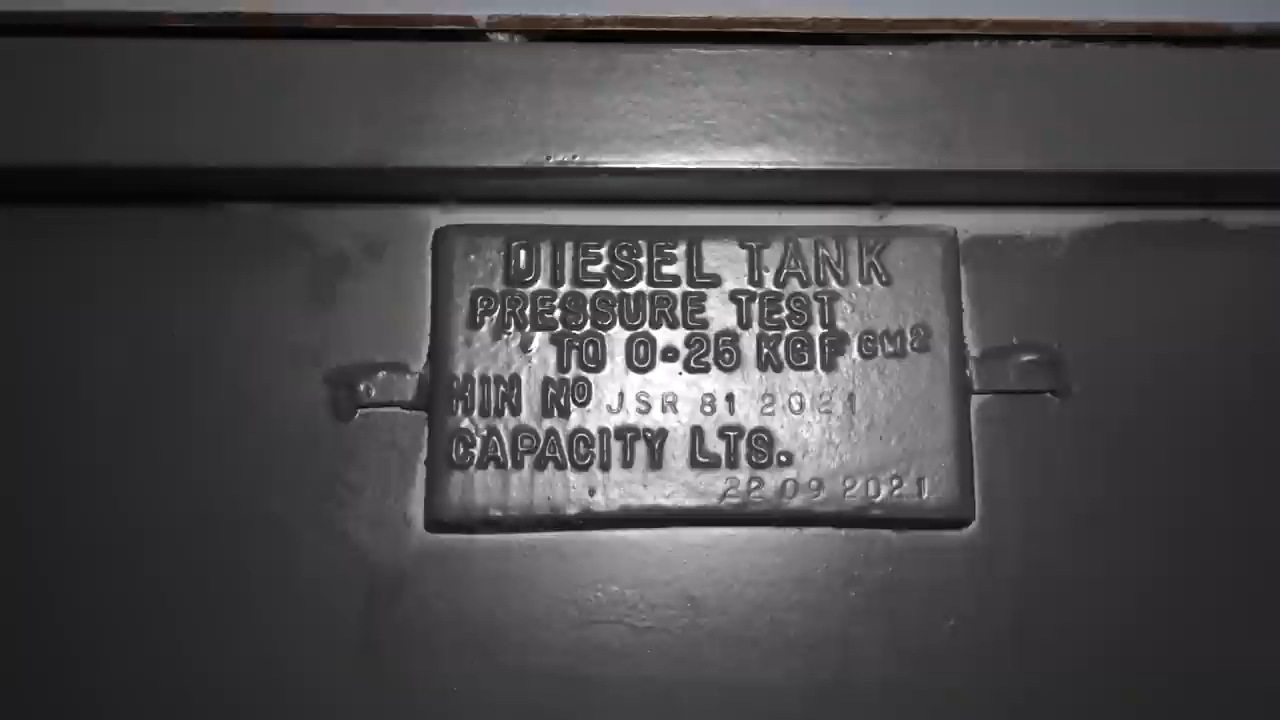 DIESEL TANK
PRESSURE TEST
TO 0-25 KGF CM2
HIN Nº JSR 81 2021
CAPACITY LTS.
22 09 2021